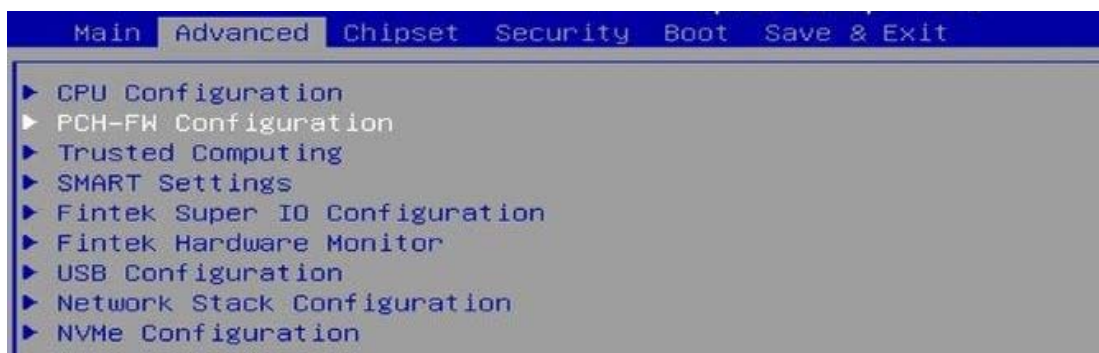 Main Advanced Chipset Security Boot Save & Exit
CPU Configuration
PCH-FW Configuration
Trusted Computing
SMART Settings
Fintek Super IO Configuration
Fintek Hardware Monitor
USB Configuration
Network Stack Configuration
NVMe Configuration